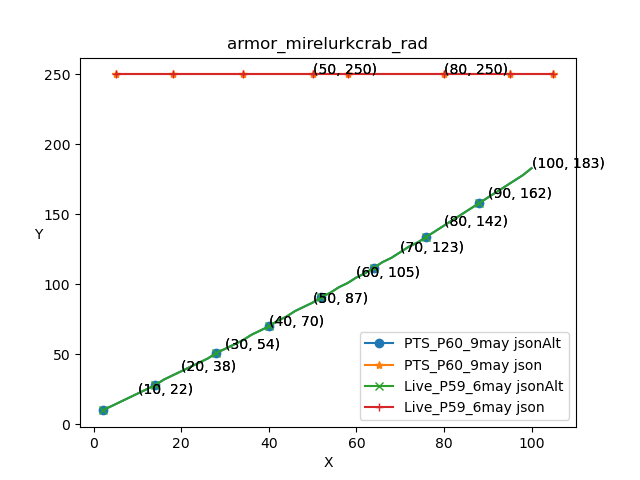 armor_mirelurkcrab_rad
250
(50, 250)
(80, 250)
200
(100, 183)
(90, 162)
150
(80, 142)
Y
(70, 123)
(60, 105)
100
(50, 87)
(40, 70)
(30, 54)
50
(20, 38)
(10, 22)
0
PTS_P60_9may jsonAlt
PTS_P60_9may json
Live_P59_6may jsonAlt
Live_P59_6may json
0 20 40 60 80 100
X